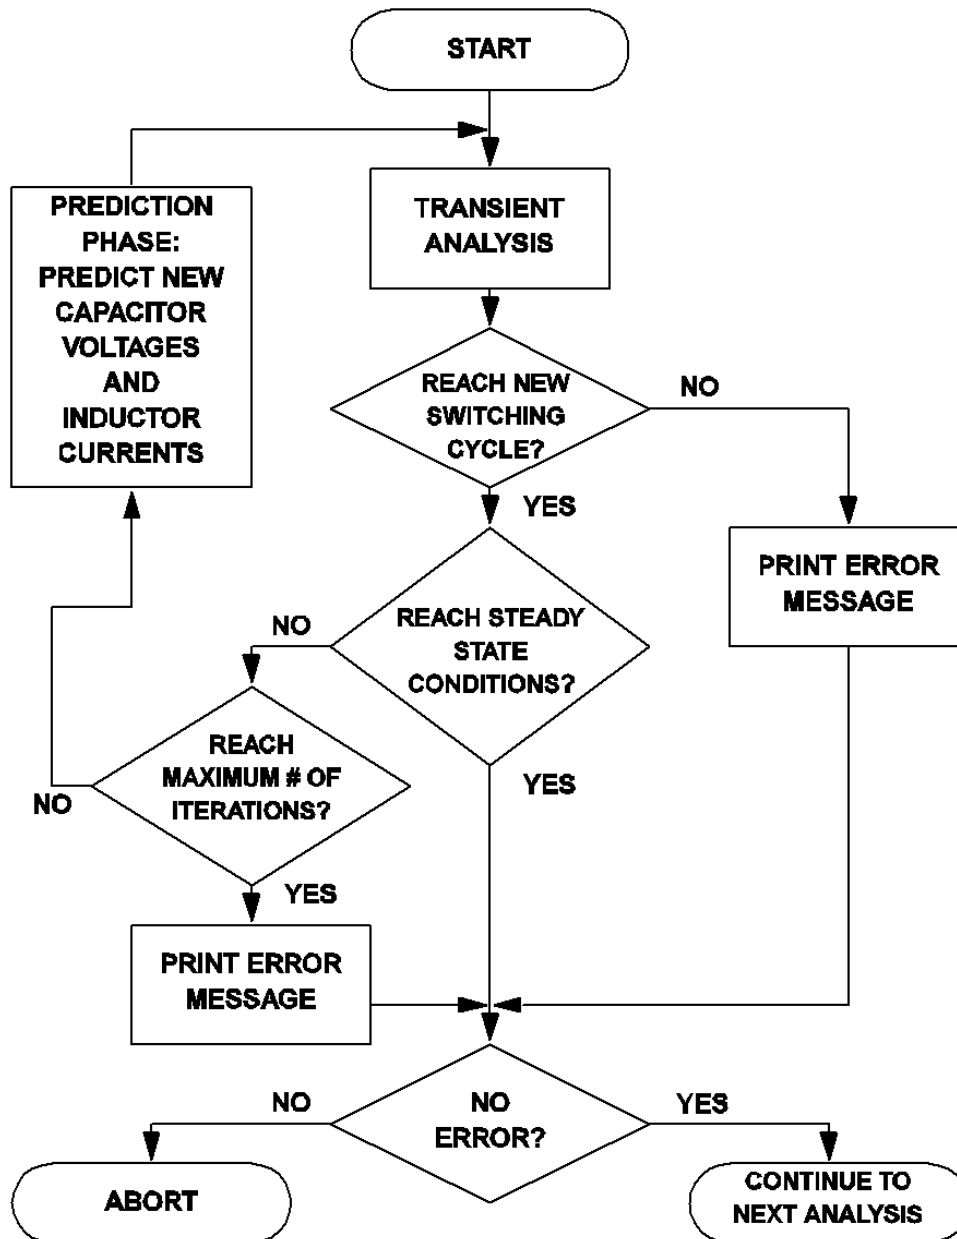 START
PREDICTION
PHASE:
PREDICT NEW
CAPACITOR
VOLTAGES
AND
INDUCTOR
CURRENTS
TRANSIENT
ANALYSIS
REACH NEW
SWITCHING
CYCLE?
NO
YES
PRINT ERROR
MESSAGE
REACH STEADY
STATE
CONDITIONS?
NO
YES
REACH
MAXIMUM # OF
ITERATIONS?
NO
YES
PRINT ERROR
MESSAGE
NO
ERROR?
NO
YES
ABORT
CONTINUE TO
NEXT ANALYSIS